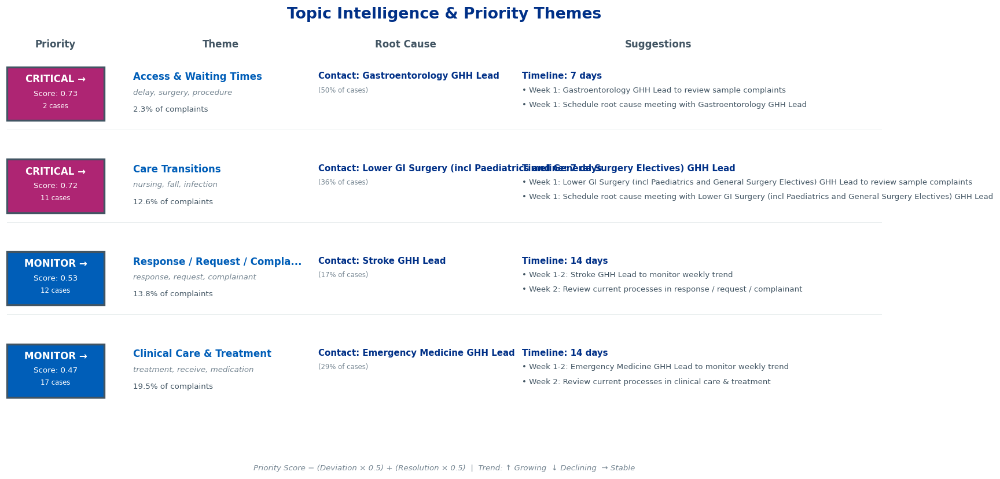 Topic Intelligence & Priority Themes
Priority Theme Root Cause Suggestions
CRITICAL →
Score: 0.73
2 cases
Access & Waiting Times
delay, surgery, procedure
2.3% of complaints
Contact: Gastroentorology GHH Lead
(50% of cases)
Timeline: 7 days
• Week 1: Gastroentorology GHH Lead to review sample complaints
• Week 1: Schedule root cause meeting with Gastroentorology GHH Lead
CRITICAL →
Score: 0.72
11 cases
Care Transitions
nursing, fall, infection
12.6% of complaints
Contact: Lower GI Surgery (incl Paediatrics and General Surgery Electives) GHH Lead
(36% of cases)
Timeline: 7 days
• Week 1: Lower GI Surgery (incl Paediatrics and General Surgery Electives) GHH Lead to review sample complaints
• Week 1: Schedule root cause meeting with Lower GI Surgery (incl Paediatrics and General Surgery Electives) GHH Lead
MONITOR →
Score: 0.53
12 cases
Response / Request / Compla...
response, request, complainant
13.8% of complaints
Contact: Stroke GHH Lead
(17% of cases)
Timeline: 14 days
• Week 1-2: Stroke GHH Lead to monitor weekly trend
• Week 2: Review current processes in response / request / complainant
MONITOR →
Score: 0.47
17 cases
Clinical Care & Treatment
treatment, receive, medication
19.5% of complaints
Contact: Emergency Medicine GHH Lead
(29% of cases)
Timeline: 14 days
• Week 1-2: Emergency Medicine GHH Lead to monitor weekly trend
• Week 2: Review current processes in clinical care & treatment
Priority Score = (Deviation × 0.5) + (Resolution × 0.5) | Trend: ↑ Growing ↓ Declining → Stable